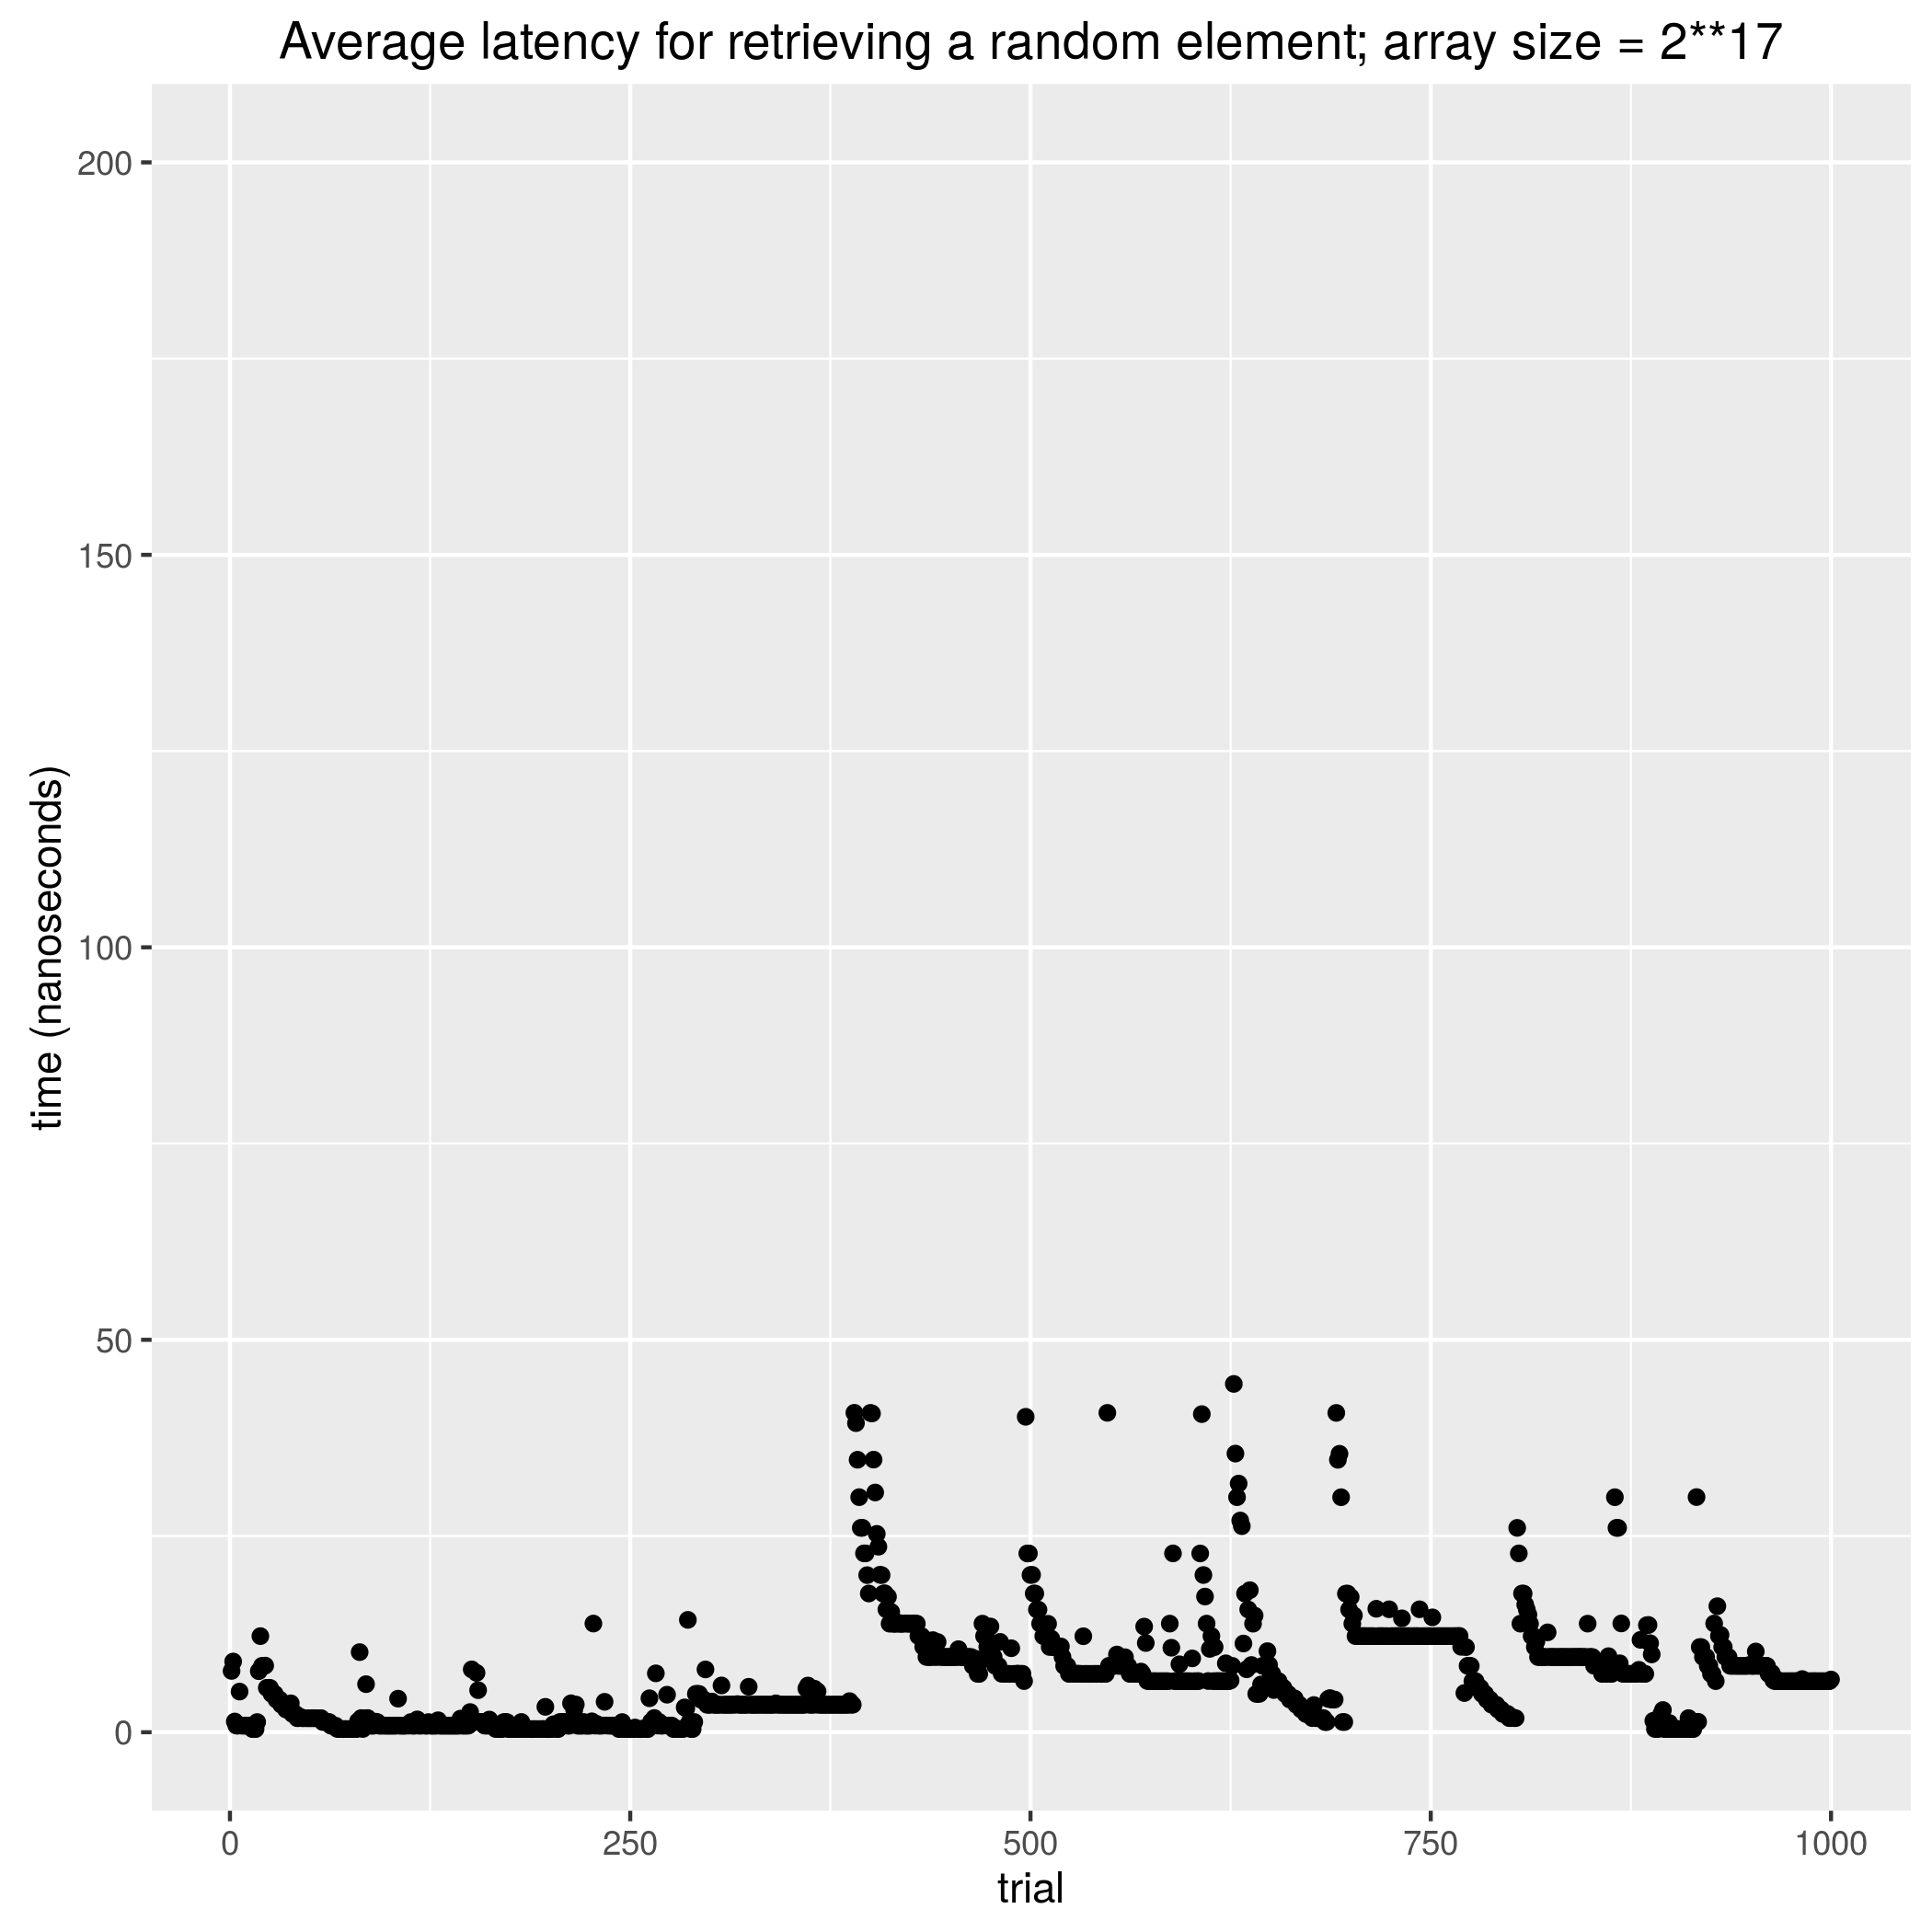 Average latency for retrieving a random element; array size = 2**17
200
150
100
50
0
time (nanoseconds)
0 250 500 750 1000
trial